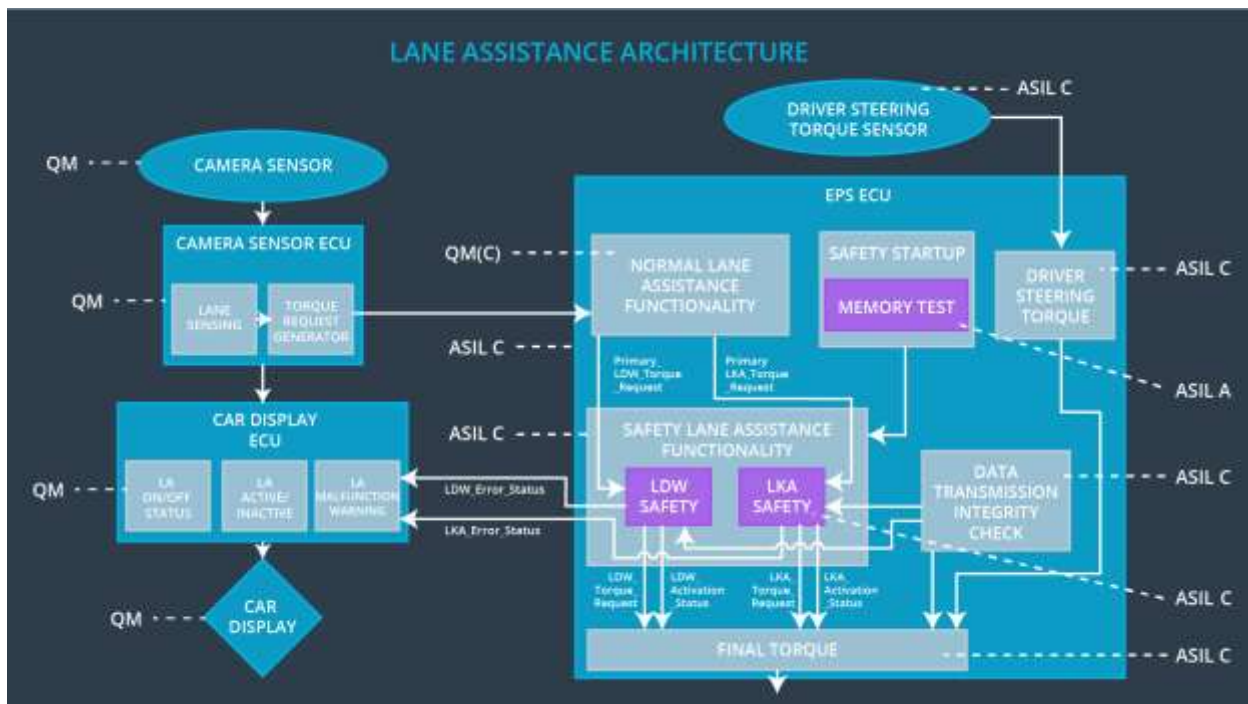 LANE ASSISTANCE ARCHITECTURE
ASIL C
DRIVER STEERING
TORQUE SENSOR
QM
CAMERA SENSOR
EPS ECU
CAMERA SENSOR ECU
QM(C)
NORMAL LANE
ASSISTANCE
FUNCTIONALITY
SAFETY STARTUP
MEMORY TEST
DRIVER
STEERING
TORQUE
ASIL C
QM
LANE
SENSING
TORQUE
REQUEST
GENERATOR
ASIL C
Primary_
LDW_Torque
_Request
Primary
LKA_Torque
_Request
ASIL A
CAR DISPLAY
ECU
ASIL C
SAFETY LANE ASSISTANCE
FUNCTIONALITY
QM
LA
ON/OFF
STATUS
LA
ACTIVE/
INACTIVE
LA
MALFUNCTION
WARNING
LDW_Error_Status
LDW
SAFETY
LKA
SAFETY
DATA
TRANSMISSION
INTEGRITY
CHECK
ASIL C
LKA_Error_Status
LDW_
Torque_
Request
LDW_
Activation
_Status
LKA_
Torque_
Request
LKA_
Activation
_Status
ASIL C
QM
CAR
DISPLAY
FINAL TORQUE
ASIL C